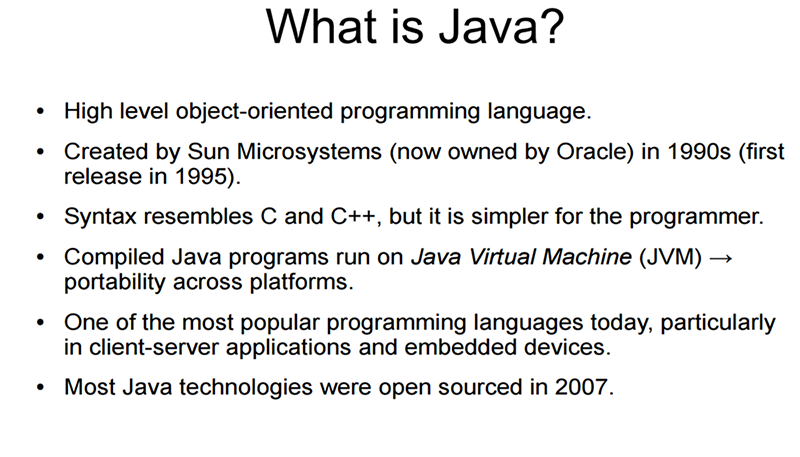 What is Java?
• High level object-oriented programming language.
• Created by Sun Microsystems (now owned by Oracle) in 1990s (first
release in 1995).
• Syntax resembles C and C++, but it is simpler for the programmer.
• Compiled Java programs run on Java Virtual Machine (JVM) →
portability across platforms.
• One of the most popular programming languages today, particularly
in client-server applications and embedded devices.
• Most Java technologies were open sourced in 2007.